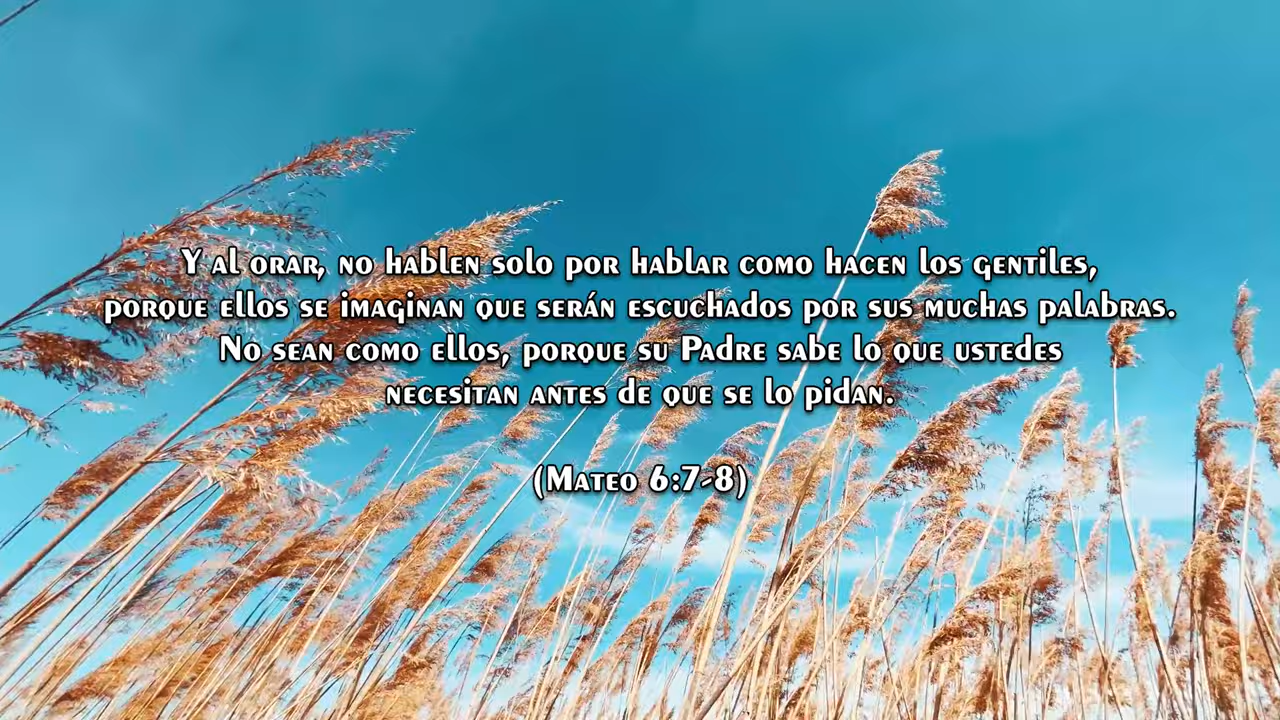 Y al orar, no hablen solo por hablar como hacen los gentiles,
porque ellos se imaginan que serán escuchados por sus muchas palabras.
No sean como ellos, porque su Padre sabe lo que ustedes
necesitan antes de que se lo pidan.
(Mateo 6:7-8)